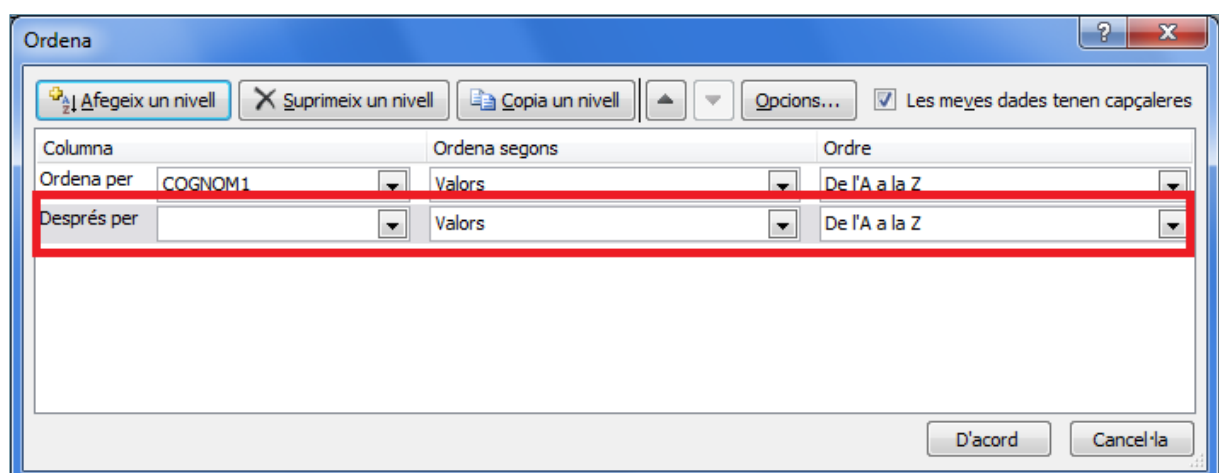 Ordena
Afegeix un nivell Suprimeix un nivell Copia un nivell Opcions... Les meves dades tenen capçaleres
Columna Ordena segons Ordre
Ordena per COGNOM1 Valors De l'A a la Z
Després per Valors De l'A a la Z
D'acord Cancel·la